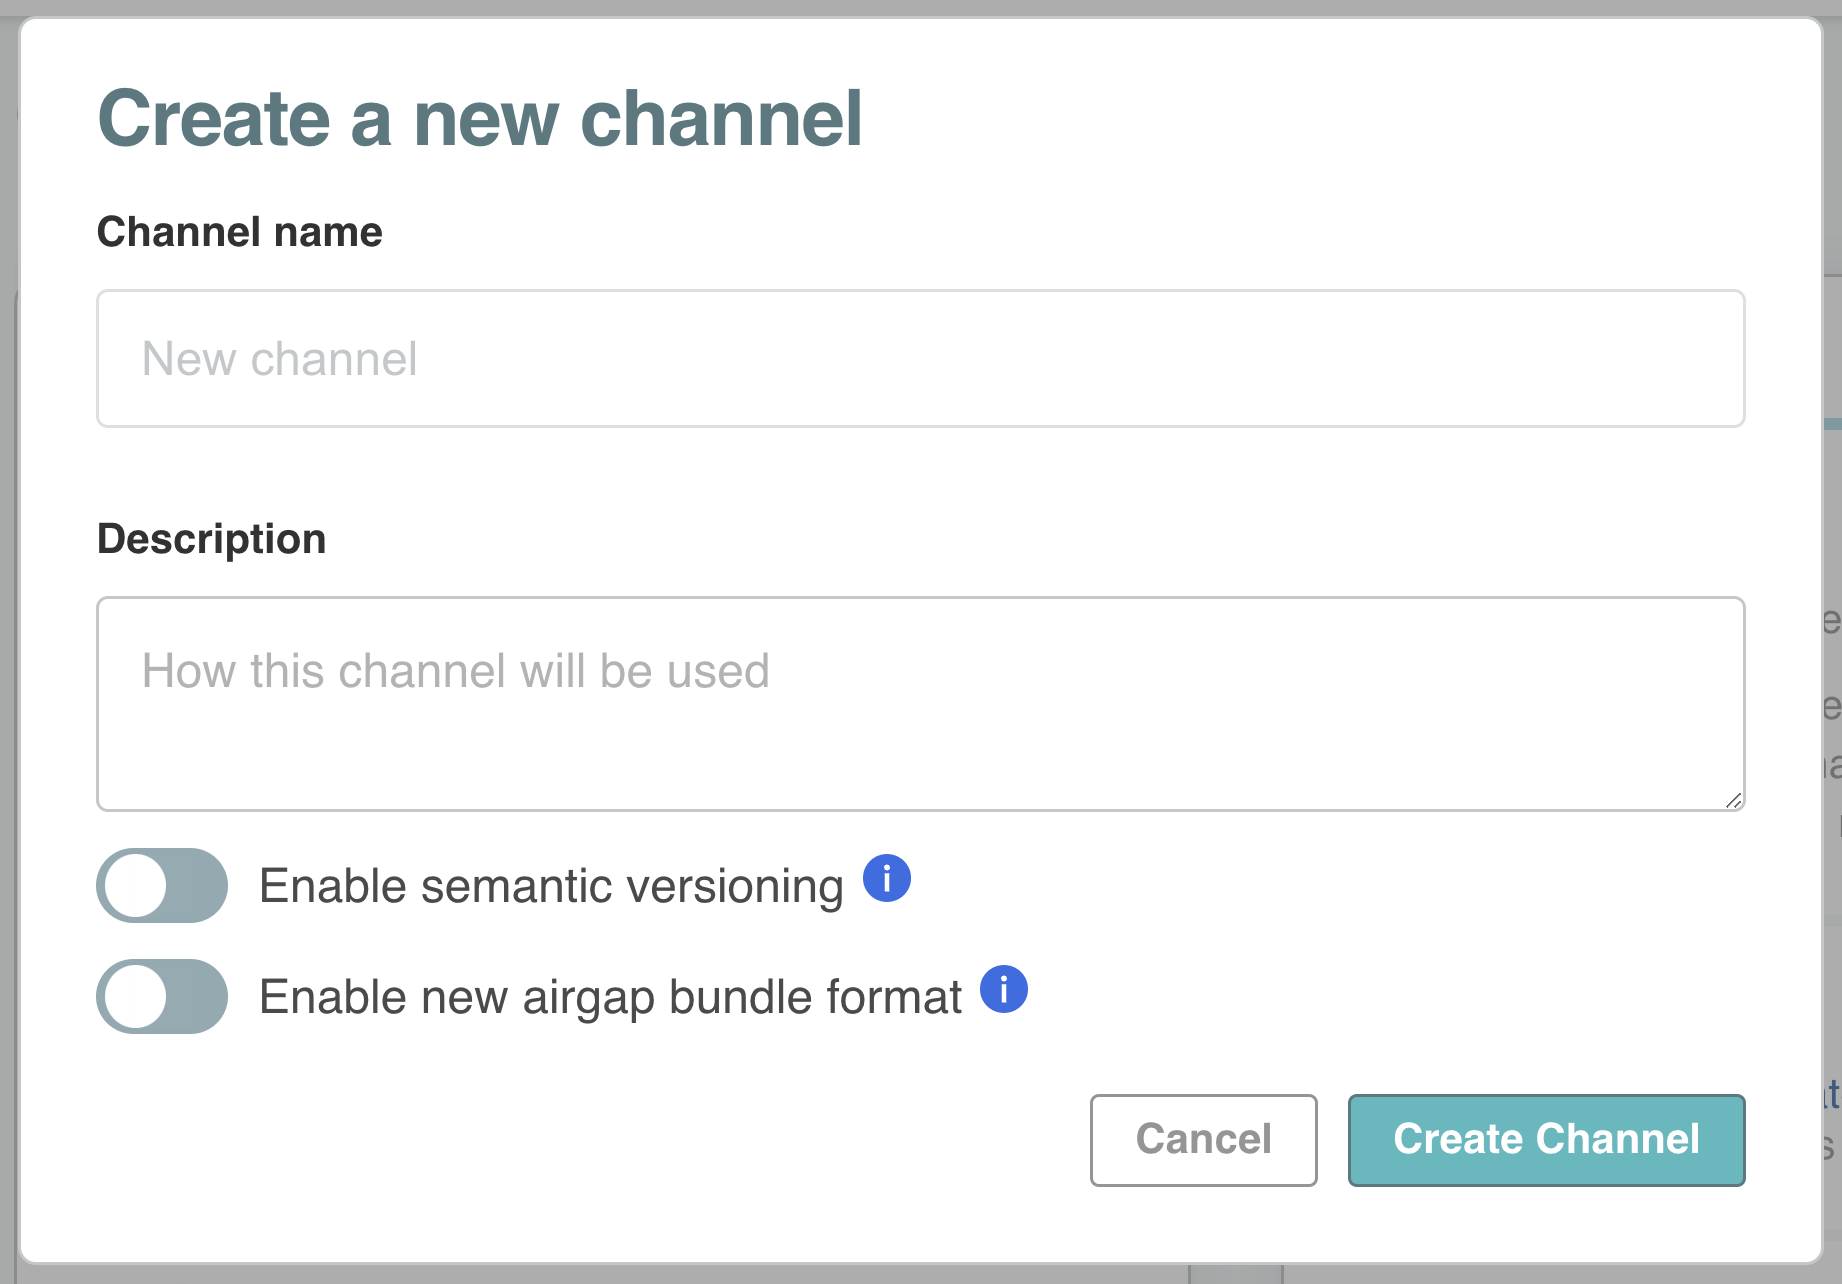 Create a new channel
Channel name
New channel
Description
How this channel will be used
Enable semantic versioning i
Enable new airgap bundle format i
Cancel Create Channel